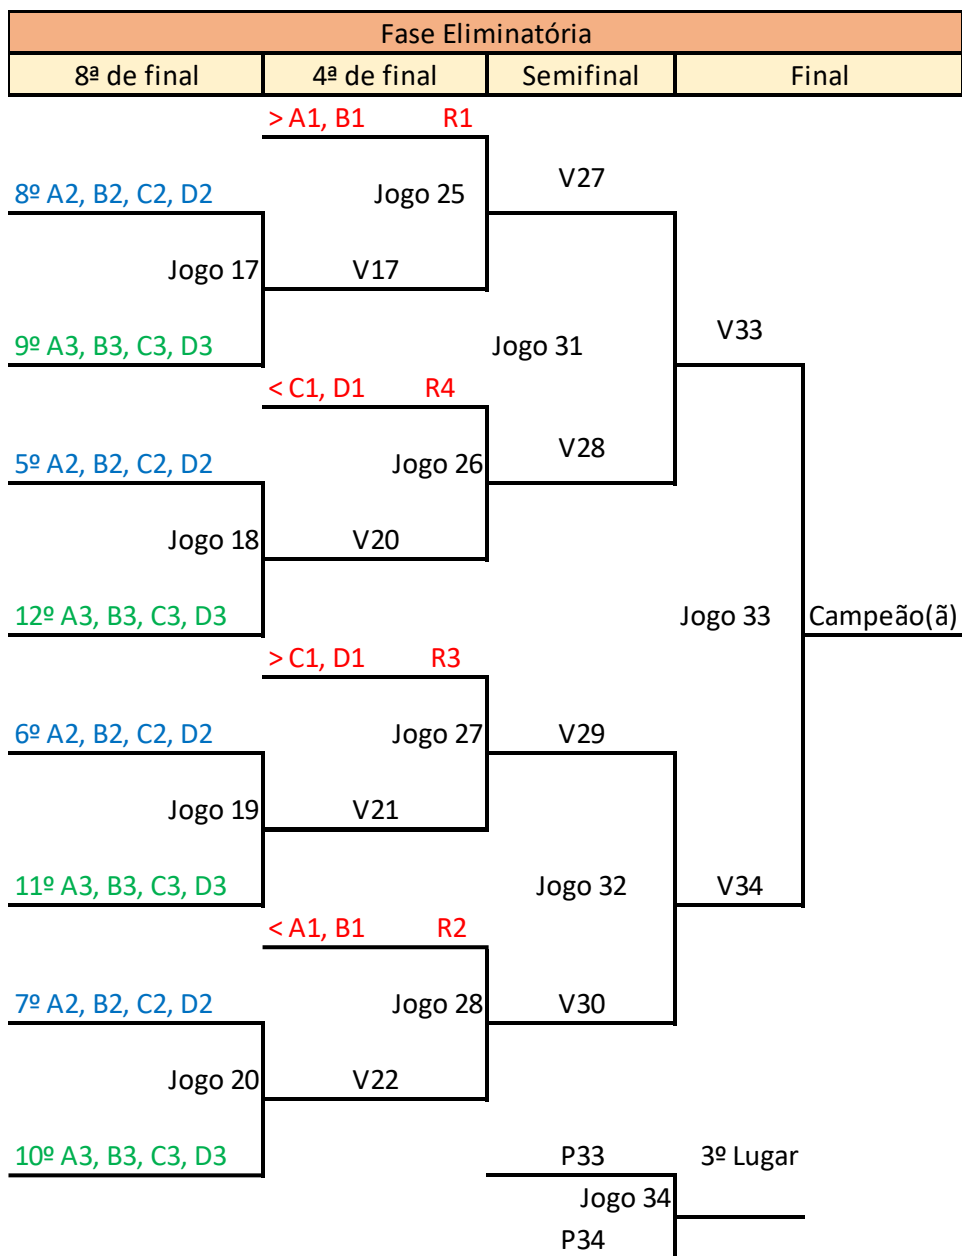 Fase Eliminatória
8ª de final 4ª de final Semifinal Final
> A1, B1 R1
V27
8º A2, B2, C2, D2 Jogo 25
Jogo 17 V17
V33
9º A3, B3, C3, D3 Jogo 31
< C1, D1 R4
V28
5º A2, B2, C2, D2 Jogo 26
Jogo 18 V20
12º A3, B3, C3, D3 Jogo 33 Campeão(ã)
> C1, D1 R3
6º A2, B2, C2, D2 Jogo 27 V29
Jogo 19 V21
11º A3, B3, C3, D3 Jogo 32 V34
< A1, B1 R2
7º A2, B2, C2, D2 Jogo 28 V30
Jogo 20 V22
10º A3, B3, C3, D3 P33 3º Lugar
Jogo 34
P34